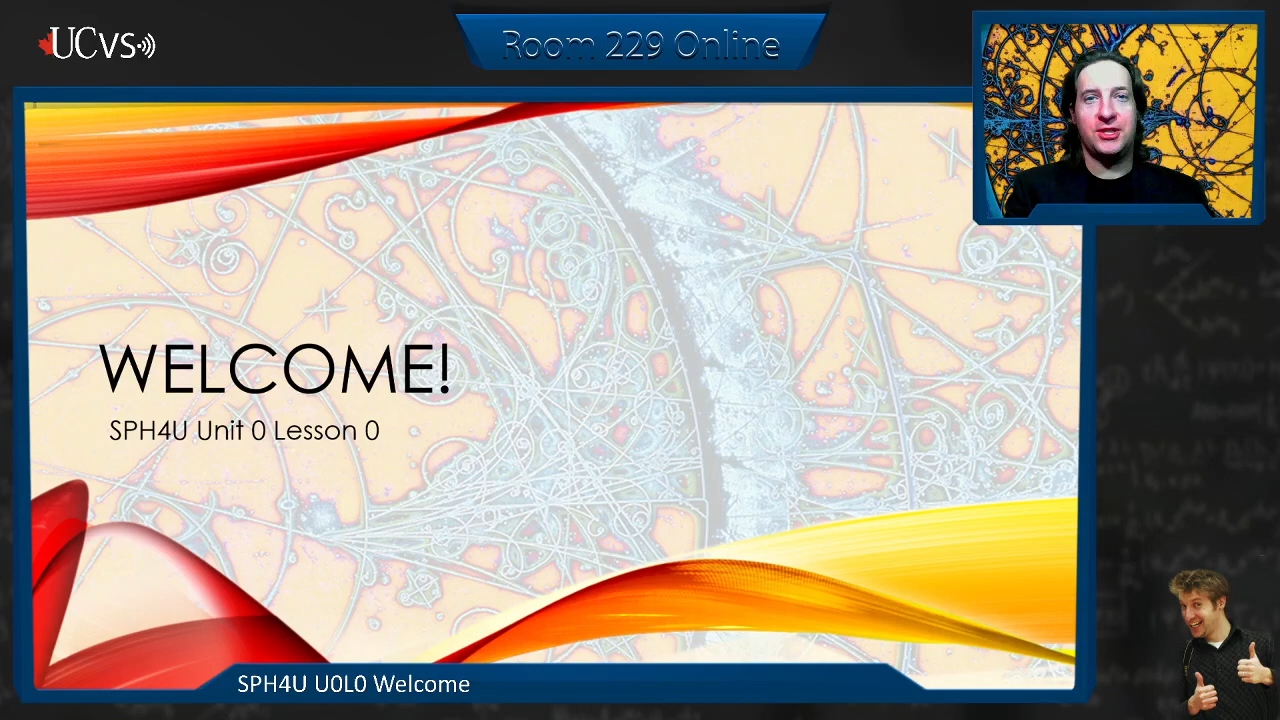 UCvs
Room 229 Online
WELCOME!
SPH4U Unit 0 Lesson 0
SPH4U U0L0 Welcome